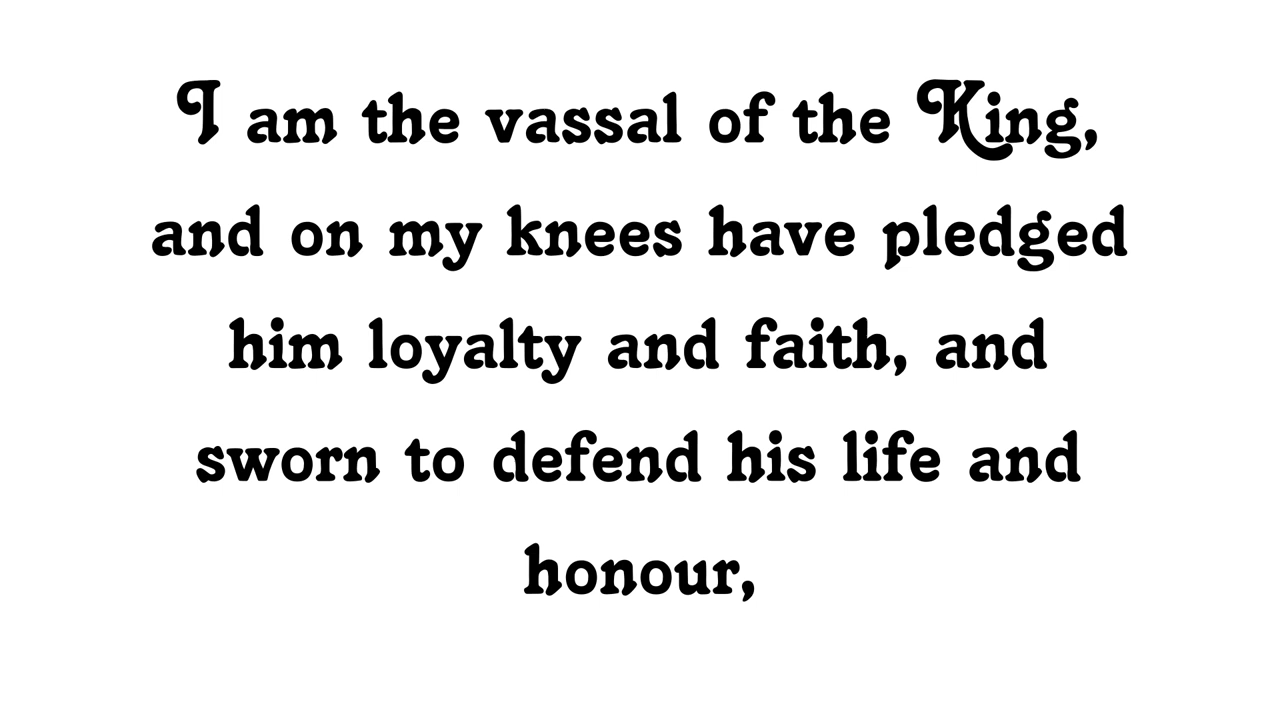 I am the vassal of the King,
and on my knees have pledged
him loyalty and faith, and
sworn to defend his life and
honour,